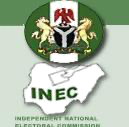 INEC
INDEPENDENT NATIONAL
ELECTORAL COMMISSION